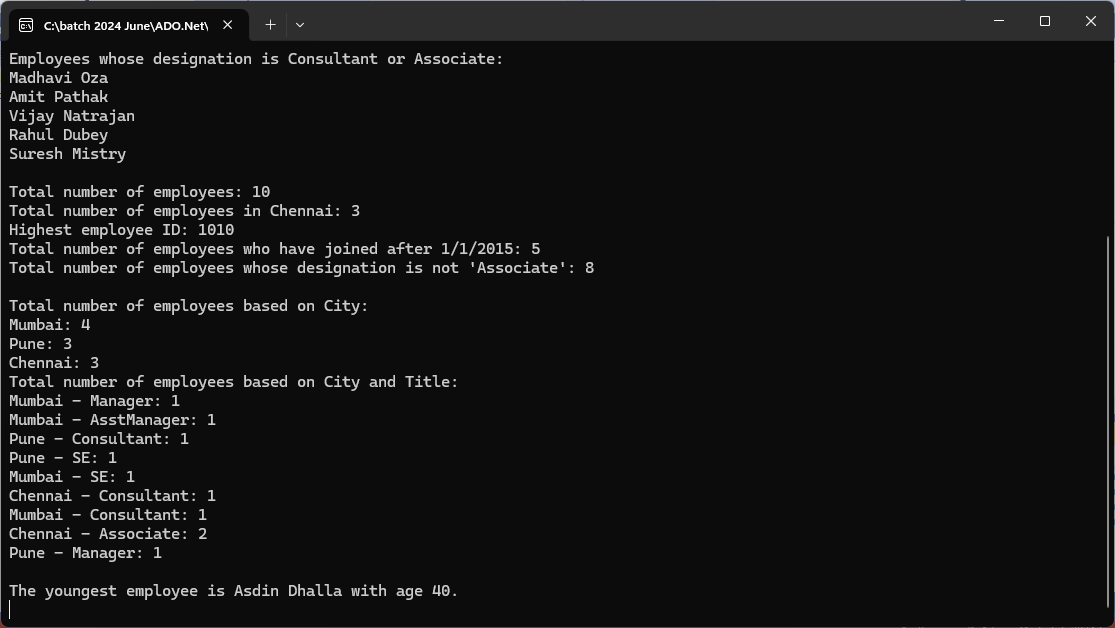 C:\batch 2024 June\ADO.Net\
Employees whose designation is Consultant or Associate:
Madhavi Oza
Amit Pathak
Vijay Natrajan
Rahul Dubey
Suresh Mistry
Total number of employees: 10
Total number of employees in Chennai: 3
Highest employee ID: 1010
Total number of employees who have joined after 1/1/2015: 5
Total number of employees whose designation is not 'Associate': 8
Total number of employees based on City:
Mumbai: 4
Pune: 3
Chennai: 3
Total number of employees based on City and Title:
Mumbai - Manager: 1
Mumbai - AsstManager: 1
Pune - Consultant: 1
Pune - SE: 1
Mumbai - SE: 1
Chennai - Consultant: 1
Mumbai - Consultant: 1
Chennai - Associate: 2
Pune - Manager: 1
The youngest employee is Asdin Dhalla with age 40.